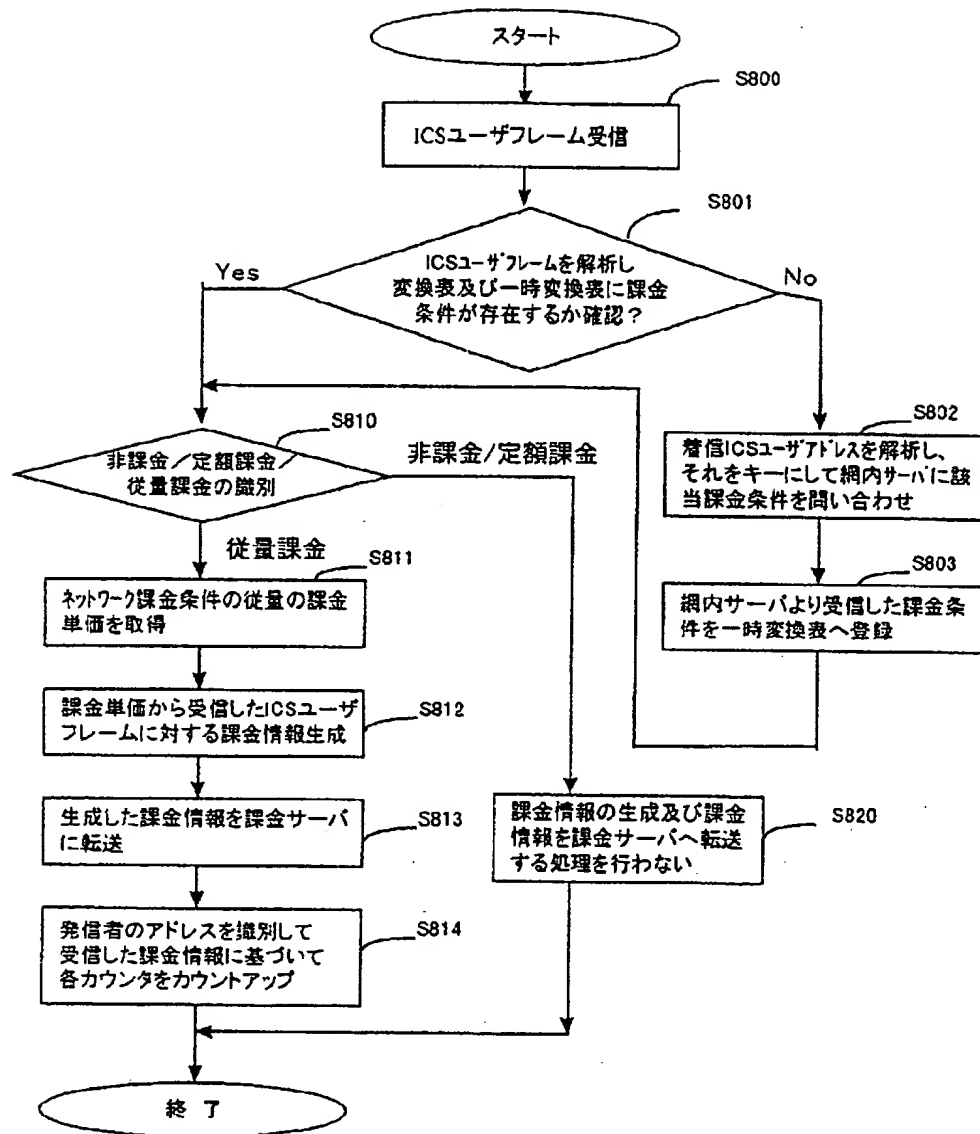 スタート
S800
ICSユーザフレーム受信
S801
ICSユーザフレームを解析し
変換表及び一時変換表に課金
条件が存在するか確認？
Yes
No
S810
非課金／定額課金／
従量課金の識別
非課金/定額課金
従量課金
S802
着信ICSユーザアドレスを解析し、
それをキーにして網内サーバに該
当課金条件を問い合わせ
S803
網内サーバより受信した課金条
件を一時変換表へ登録
S811
ネットワーク課金条件の従量の課金
単価を取得
S812
課金単価から受信したICSユーザ
フレームに対する課金情報生成
S813
生成した課金情報を課金サーバ
に転送
S820
課金情報の生成及び課金
情報を課金サーバへ転送
する処理を行わない
S814
発信者のアドレスを識別して
受信した課金情報に基づいて
各カウンタをカウントアップ
終 了